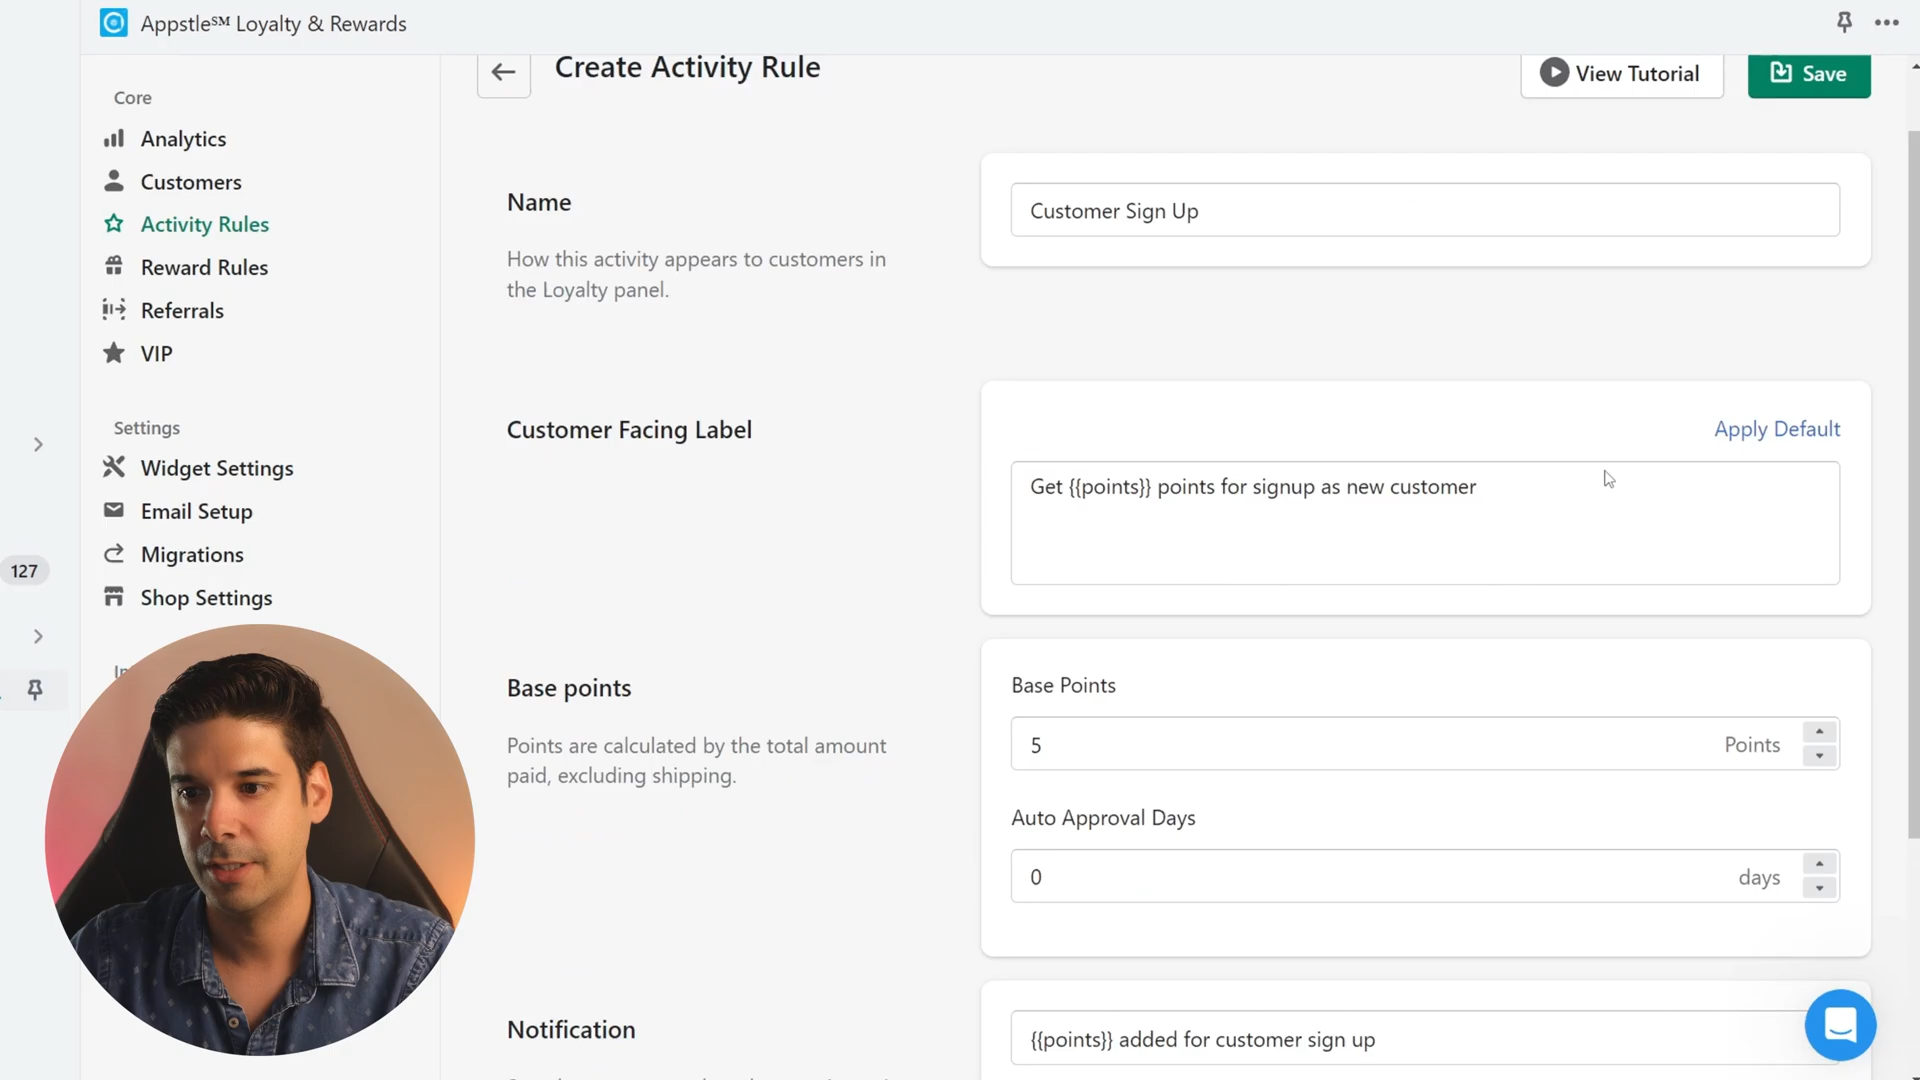 Appstle℠ Loyalty & Rewards
Create Activity Rule
View Tutorial
Save
Core
Analytics
Customers
Activity Rules
Reward Rules
Referrals
VIP
Settings
Widget Settings
Email Setup
Migrations
Shop Settings
127
Name
How this activity appears to customers in
the Loyalty panel.
Customer Sign Up
Customer Facing Label
Apply Default
Get {{points}} points for signup as new customer
Base points
Points are calculated by the total amount
paid, excluding shipping.
Base Points
5
Points
Auto Approval Days
0
days
Notification
{{points}} added for customer sign up